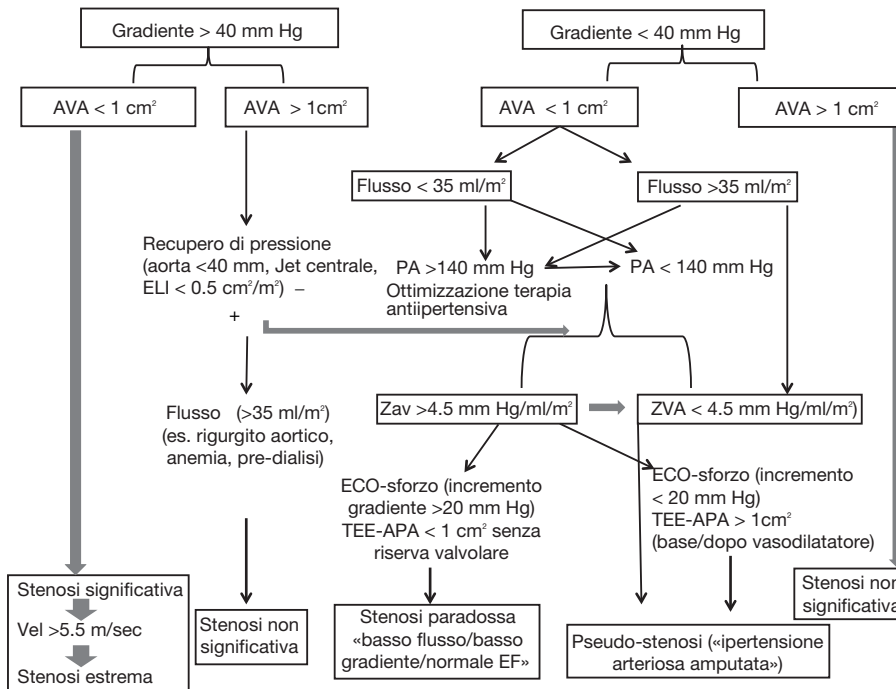 Gradiente > 40 mm Hg
Gradiente < 40 mm Hg
AVA < 1 cm²
AVA > 1cm²
AVA < 1 cm²
AVA > 1 cm²
Flusso < 35 ml/m²
Flusso >35 ml/m²
Recupero di pressione
(aorta <40 mm, Jet centrale,
ELI < 0.5 cm²/m²) –
+
PA >140 mm Hg
Ottimizzazione terapia
antiipertensiva
PA < 140 mm Hg
Flusso (>35 ml/m²)
(es. rigurgito aortico,
anemia, pre-dialisi)
Zav >4.5 mm Hg/ml/m²
ZVA < 4.5 mm Hg/ml/m²)
ECO-sforzo (incremento
gradiente >20 mm Hg)
TEE-APA < 1 cm² senza
riserva valvolare
ECO-sforzo (incremento
< 20 mm Hg)
TEE-APA > 1cm²
(base/dopo vasodilatatore)
Stenosi significativa
Vel >5.5 m/sec
Stenosi estrema
Stenosi non
significativa
Stenosi paradossa
«basso flusso/basso
gradiente/normale EF»
Pseudo-stenosi («ipertensione
arteriosa amputata»)
Stenosi non
significativa